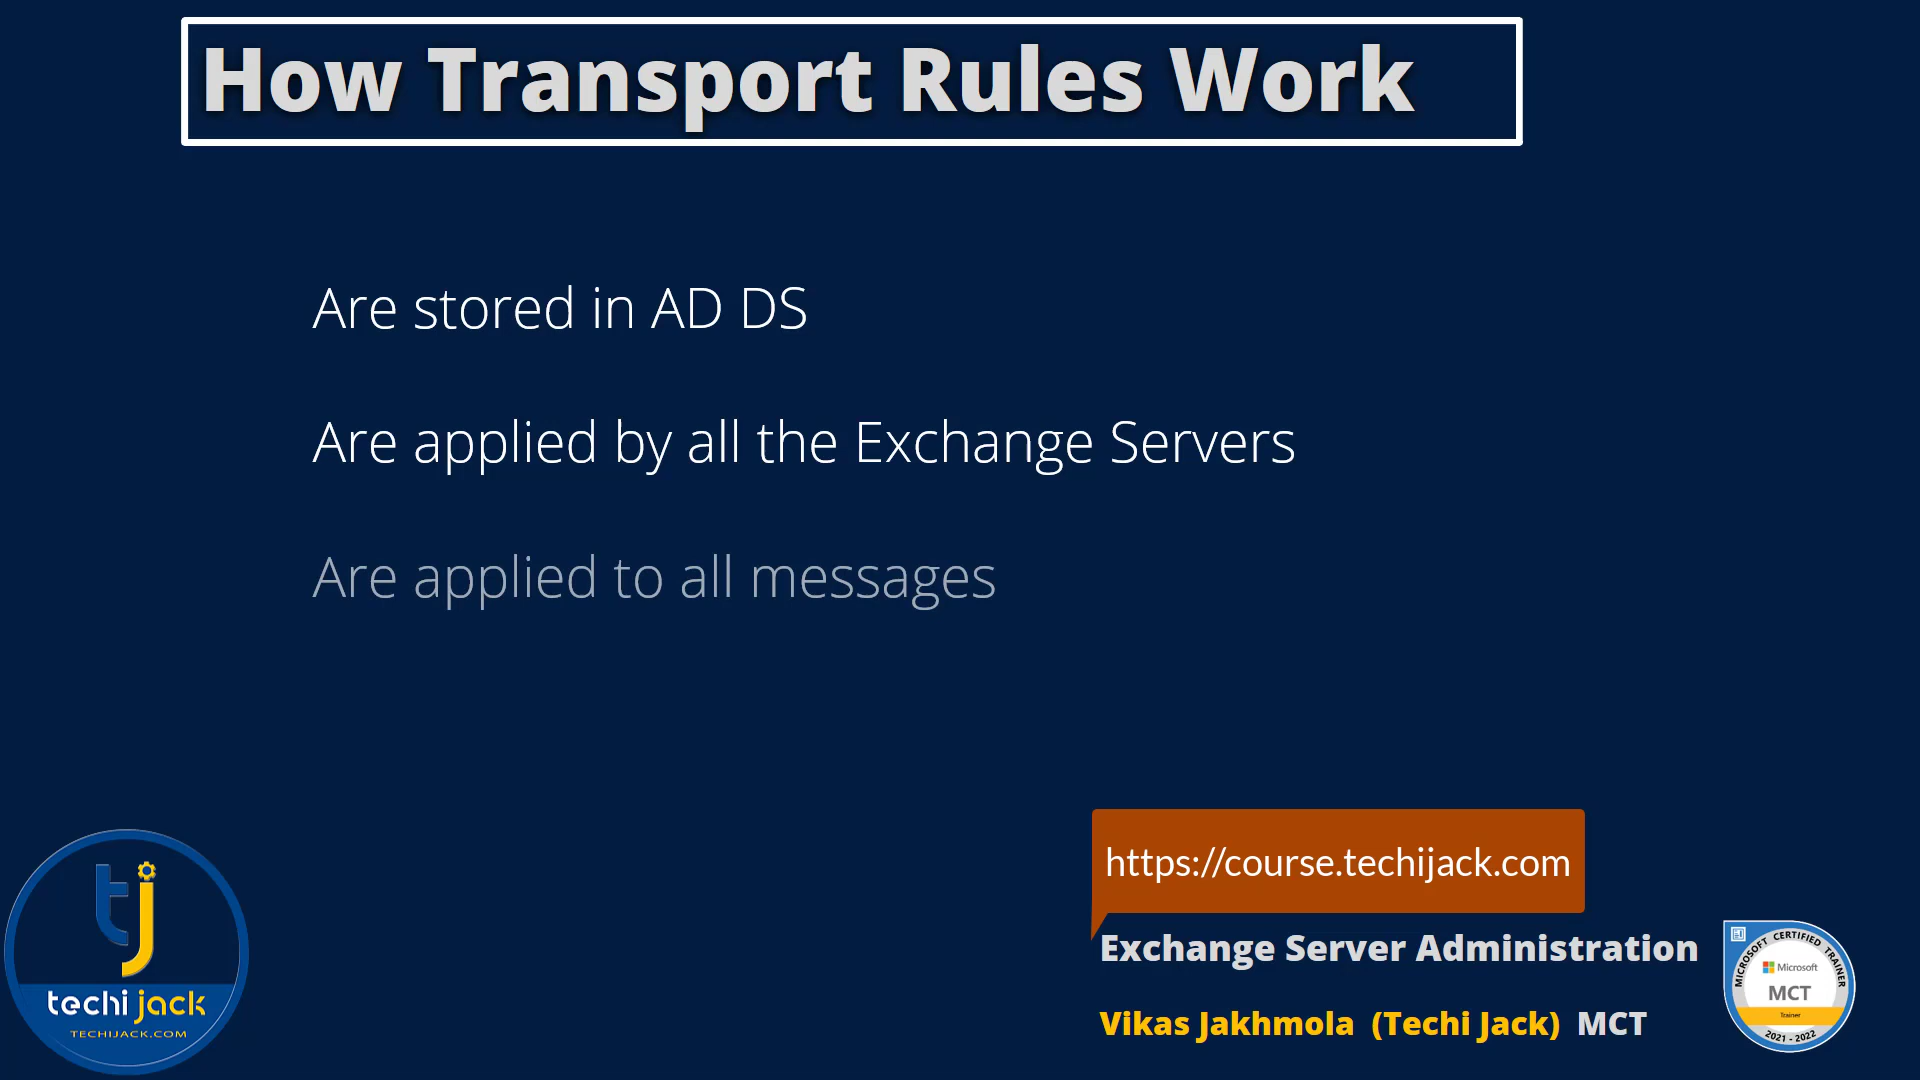 How Transport Rules Work
Are stored in AD DS
Are applied by all the Exchange Servers
Are applied to all messages
https://course.techijack.com
Exchange Server Administration
Vikas Jakhmola (Techi Jack) MCT
tj
techi jack
TECHIJACK.COM
MICROSOFT CERTIFIED TRAINER
Microsoft
MCT
Trainer
2021 - 2022